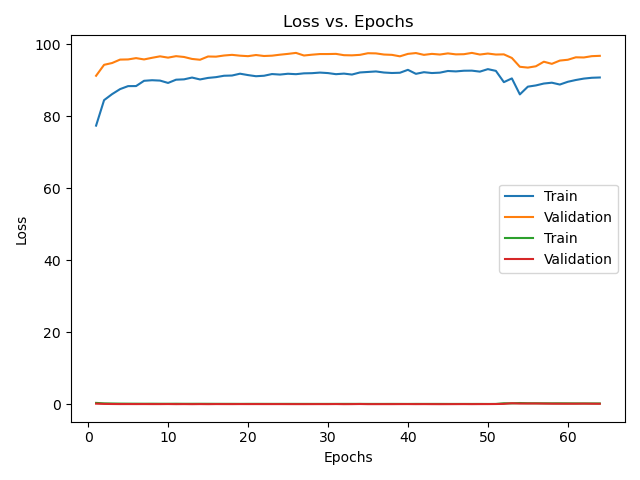 Loss vs. Epochs
100
80
60
40
20
0
Loss
Train
Validation
Train
Validation
0 10 20 30 40 50 60
Epochs